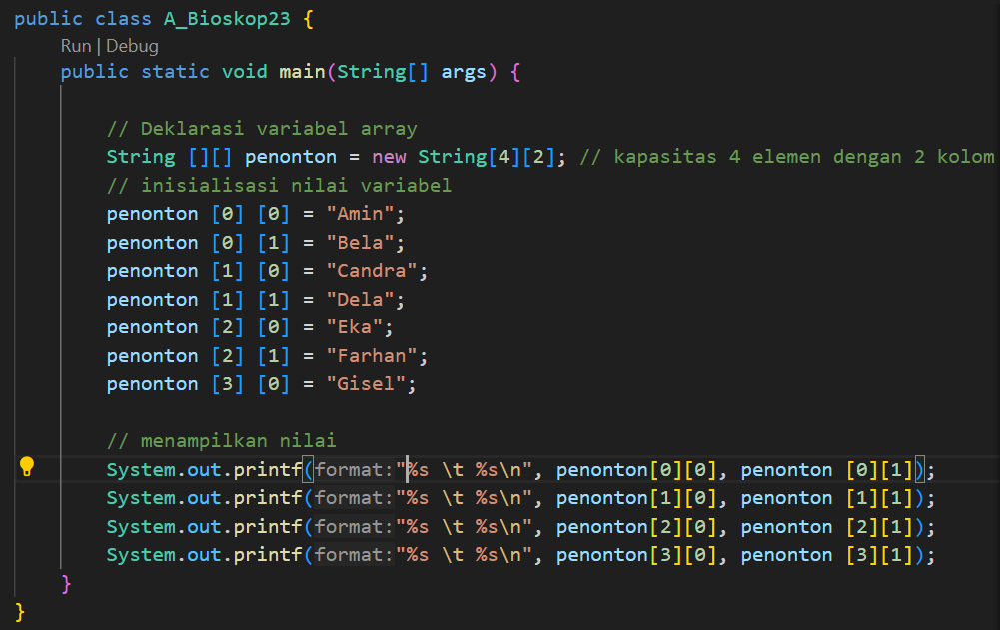 public class A_Bioskop23 {
Run | Debug
public static void main(String[] args) {
// Deklarasi variabel array
String [][] penonton = new String[4][2]; // kapasitas 4 elemen dengan 2 kolom
// inisialisasi nilai variabel
penonton [0] [0] = "Amin";
penonton [0] [1] = "Bela";
penonton [1] [0] = "Candra";
penonton [1] [1] = "Dela";
penonton [2] [0] = "Eka";
penonton [2] [1] = "Farhan";
penonton [3] [0] = "Gisel";
// menampilkan nilai
System.out.printf(format:"%s \t %s\n", penonton[0][0], penonton [0][1]);
System.out.printf(format:"%s \t %s\n", penonton[1][0], penonton [1][1]);
System.out.printf(format:"%s \t %s\n", penonton[2][0], penonton [2][1]);
System.out.printf(format:"%s \t %s\n", penonton[3][0], penonton [3][1]);
}
}